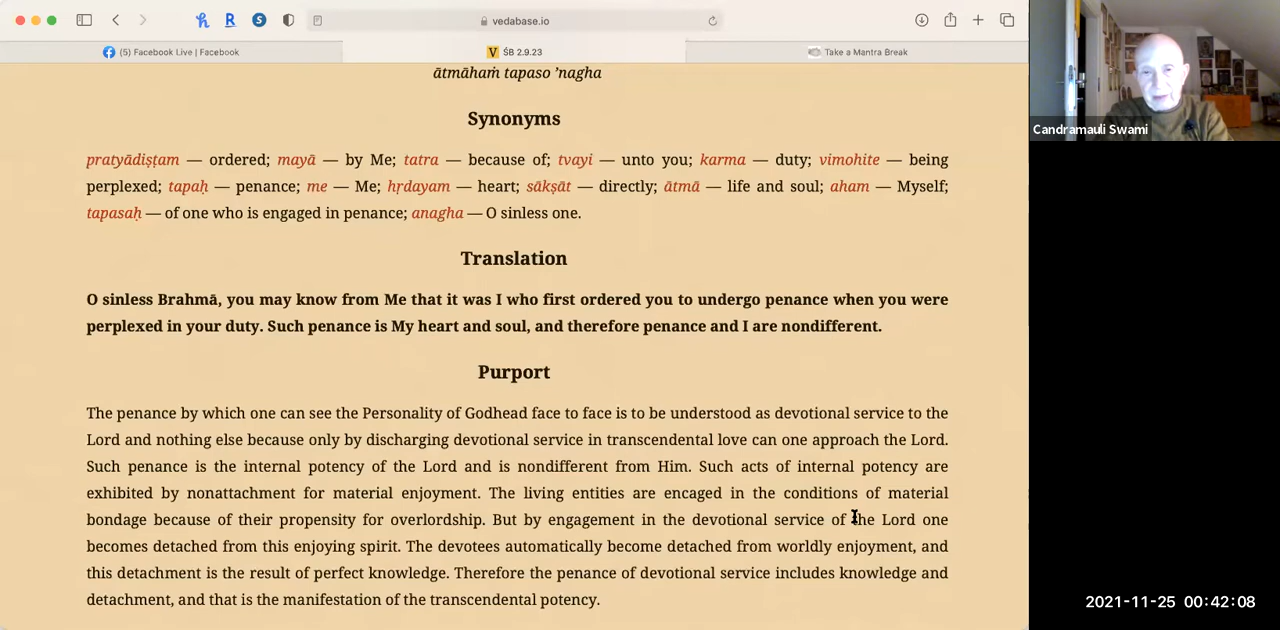 vedabase.io
(5) Facebook Live | Facebook
V ŚB 2.9.23
Take a Mantra Break
ātmāhaṁ tapaso ’nagha
Synonyms
pratyādiṣṭam — ordered; mayā — by Me; tatra — because of; tvayi — unto you; karma — duty; vimohite — being
perplexed; tapaḥ — penance; me — Me; hṛdayam — heart; sākṣāt — directly; ātmā — life and soul; aham — Myself;
tapasaḥ — of one who is engaged in penance; anagha — O sinless one.
Translation
O sinless Brahmā, you may know from Me that it was I who first ordered you to undergo penance when you were
perplexed in your duty. Such penance is My heart and soul, and therefore penance and I are nondifferent.
Purport
The penance by which one can see the Personality of Godhead face to face is to be understood as devotional service to the
Lord and nothing else because only by discharging devotional service in transcendental love can one approach the Lord.
Such penance is the internal potency of the Lord and is nondifferent from Him. Such acts of internal potency are
exhibited by nonattachment for material enjoyment. The living entities are encaged in the conditions of material
bondage because of their propensity for overlordship. But by engagement in the devotional service of the Lord one
becomes detached from this enjoying spirit. The devotees automatically become detached from worldly enjoyment, and
this detachment is the result of perfect knowledge. Therefore the penance of devotional service includes knowledge and
detachment, and that is the manifestation of the transcendental potency.
Candramauli Swami
2021-11-25 00:42:08